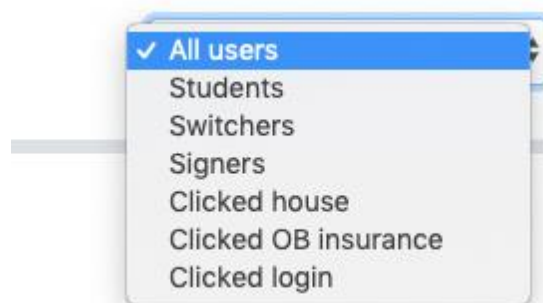 All users
Students
Switchers
Signers
Clicked house
Clicked OB insurance
Clicked login